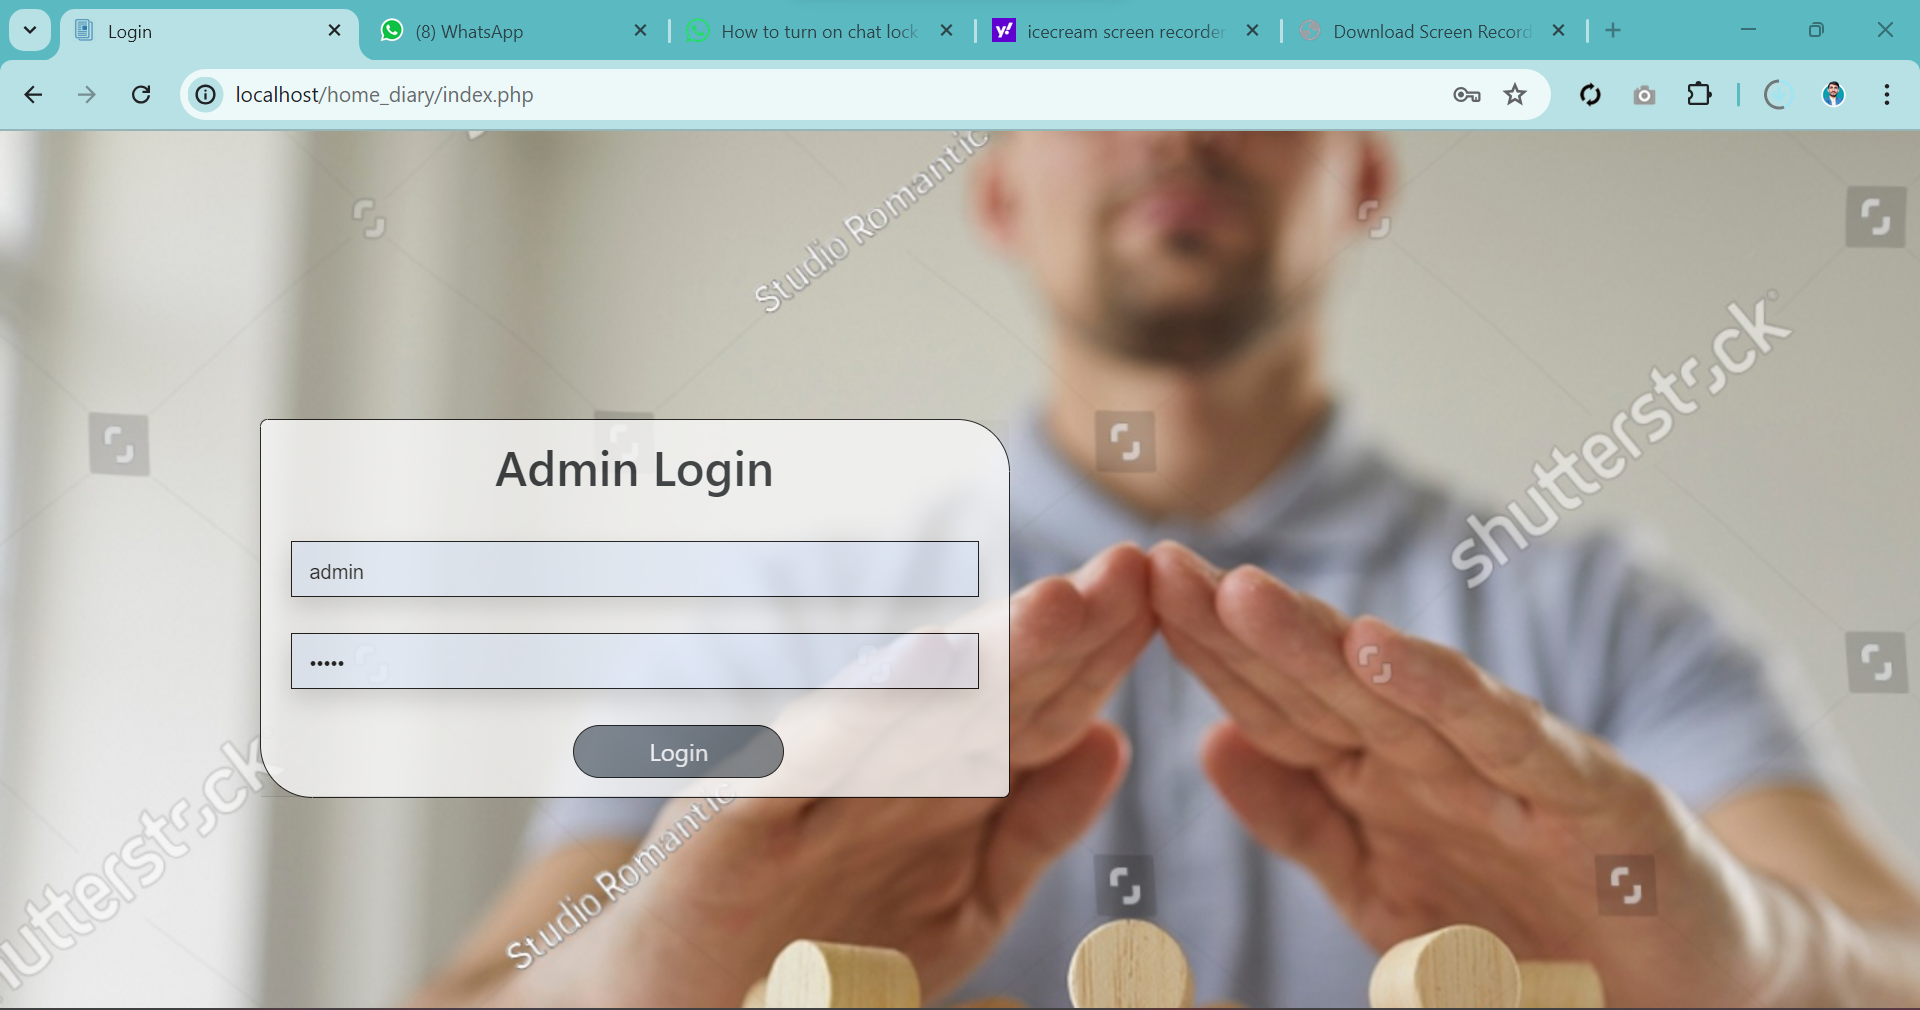 Login
(8) WhatsApp
How to turn on chat lock
icecream screen recorder
Download Screen Record
localhost/home_diary/index.php
Studio Romantic
shutterstock
Admin Login
admin
•••••
Login
shutterstock
Studio Romantic